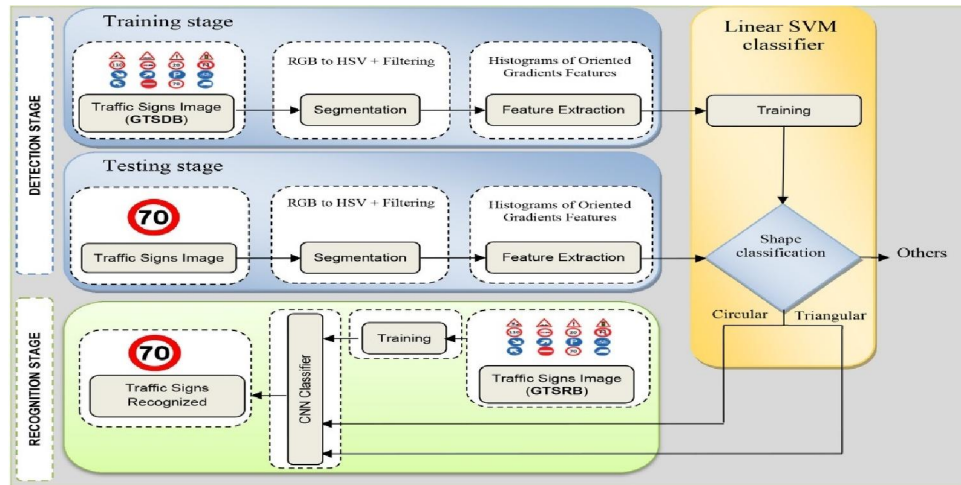 DETECTION STAGE
Training stage
Traffic Signs Image
(GTSDB)
RGB to HSV + Filtering
Segmentation
Histograms of Oriented
Gradients Features
Feature Extraction
Linear SVM
classifier
Training
Testing stage
70
Traffic Signs Image
RGB to HSV + Filtering
Segmentation
Histograms of Oriented
Gradients Features
Feature Extraction
Shape
classification
Others
Circular
Triangular
RECOGNITION STAGE
70
Traffic Signs
Recognized
CNN Classifier
Training
Traffic Signs Image
(GTSRB)